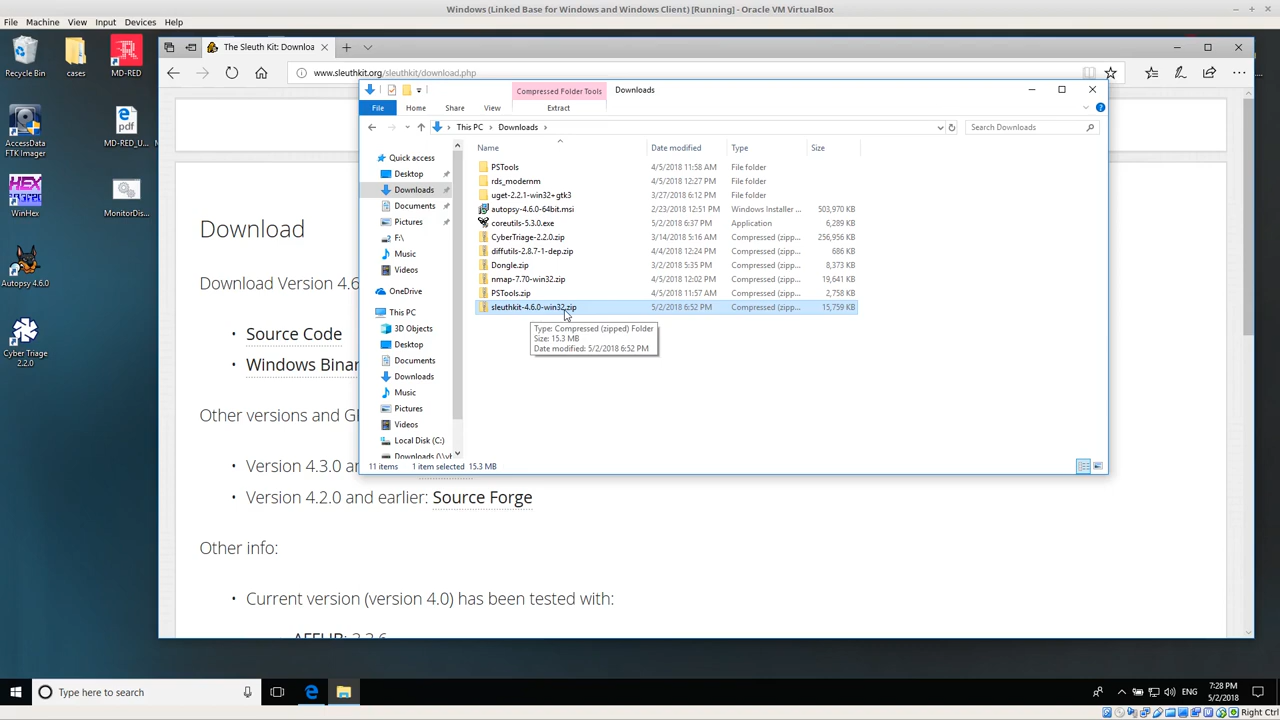 Windows (Linked Base for Windows and Windows Client) [Running] - Oracle VM VirtualBox
File Machine View Input Devices Help
The Sleuth Kit: Downloa
www.sleuthkit.org/sleuthkit/download.php
Recycle Bin
cases
MD-RED
AccessData FTK Imager
MD-RED_U...
WinHex
MonitorDis...
Autopsy 4.6.0
Cyber Triage 2.2.0
Download
Download Version 4.6
Source Code
Windows Binar
Other versions and GP
Version 4.3.0 an
Version 4.2.0 and earlier: Source Forge
Other info:
Current version (version 4.0) has been tested with:
Compressed Folder Tools
Downloads
File Home Share View Extract
This PC Downloads
Search Downloads
Name Date modified Type Size
PSTools 4/5/2018 11:58 AM File folder
rds_modernm 4/5/2018 12:27 PM File folder
uget-2.2.1-win32+gtk3 3/27/2018 6:12 PM File folder
autopsy-4.6.0-64bit.msi 2/23/2018 12:51 PM Windows Installer ... 503,970 KB
coreutils-5.3.0.exe 5/2/2018 6:37 PM Application 6,289 KB
CyberTriage-2.2.0.zip 3/14/2018 5:16 AM Compressed (zipp... 256,956 KB
diffutils-2.8.7-1-dep.zip 4/4/2018 12:24 PM Compressed (zipp... 686 KB
Dongle.zip 3/2/2018 5:35 PM Compressed (zipp... 8,373 KB
nmap-7.70-win32.zip 4/5/2018 12:02 PM Compressed (zipp... 19,641 KB
PSTools.zip 4/5/2018 11:57 AM Compressed (zipp... 2,758 KB
sleuthkit-4.6.0-win32.zip 5/2/2018 6:52 PM Compressed (zipp... 15,759 KB
Type: Compressed (zipped) Folder
Size: 15.3 MB
Date modified: 5/2/2018 6:52 PM
Quick access
Desktop
Downloads
Documents
Pictures
F:\
Music
Videos
OneDrive
This PC
3D Objects
Desktop
Documents
Downloads
Music
Pictures
Videos
Local Disk (C:)
Downloads (\\vb
11 items 1 item selected 15.3 MB
Type here to search
ENG
7:28 PM
5/2/2018
Right Ctrl